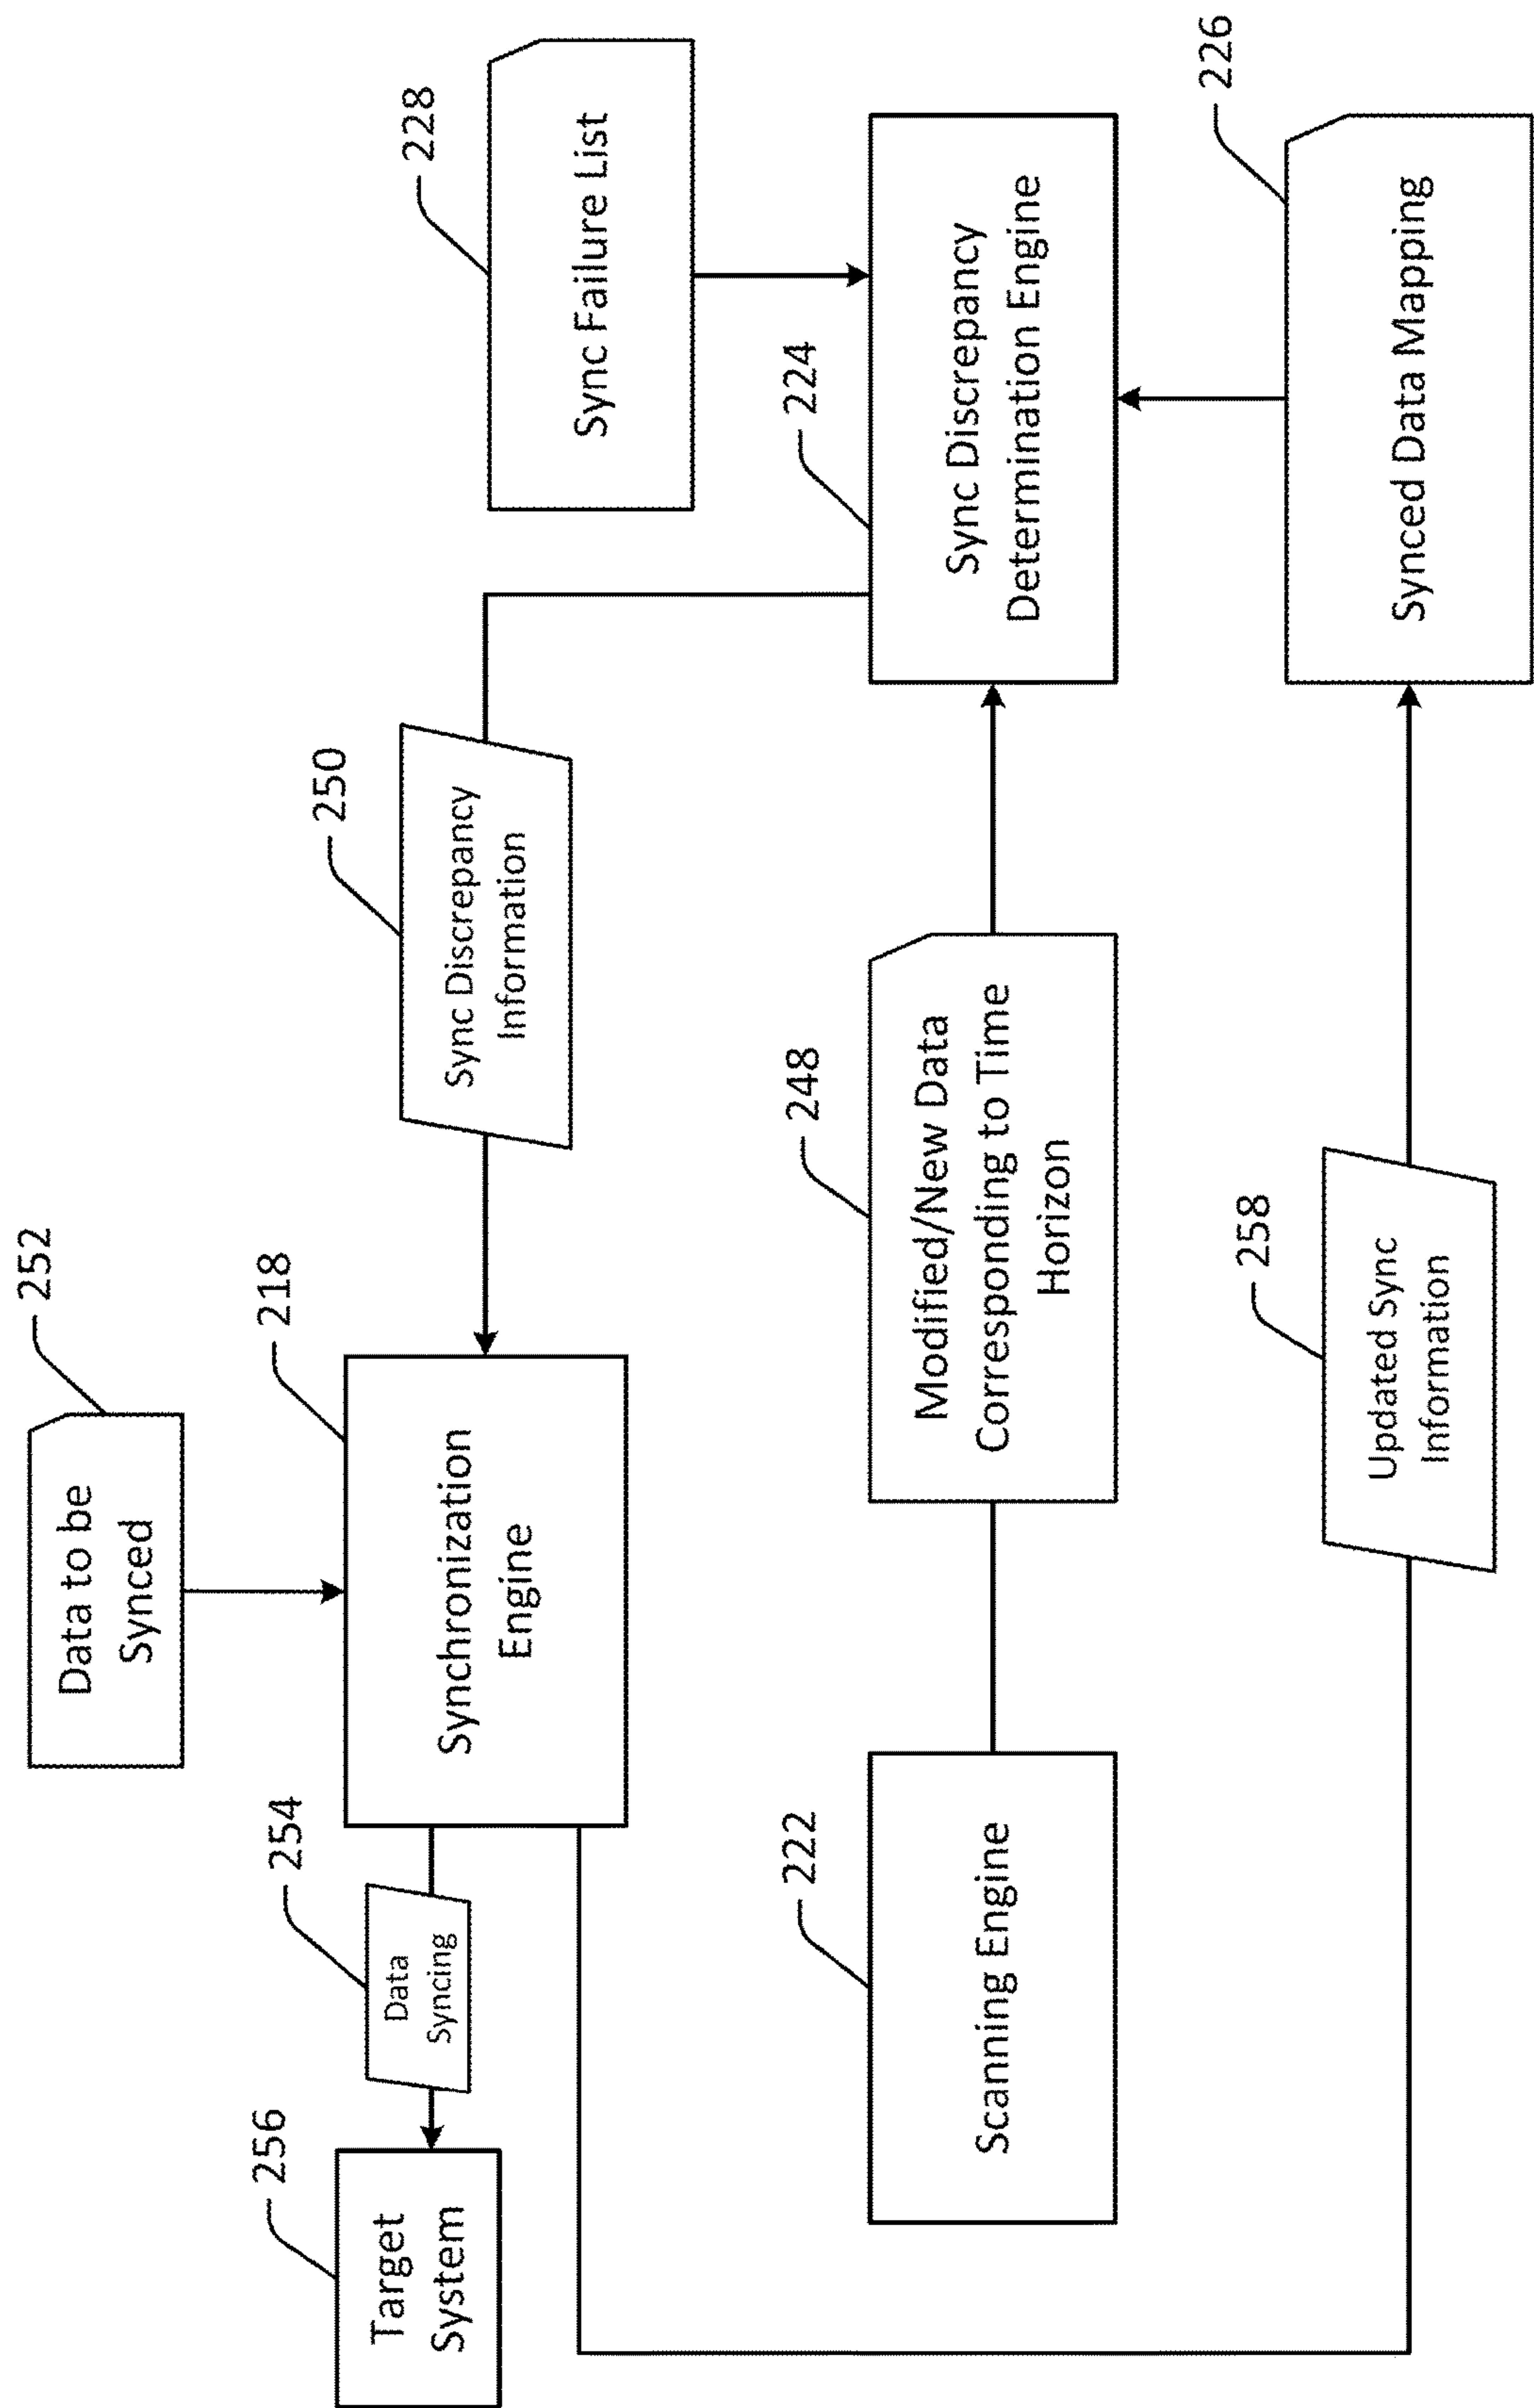 252
Data to be
Synced
256
Target
System
254
Data
Syncing
218
Synchronization
Engine
250
Sync Discrepancy
Information
228
Sync Failure List
222
Scanning Engine
248
Modified/New Data
Corresponding to Time
Horizon
224
Sync Discrepancy
Determination Engine
258
Updated Sync
Information
226
Synced Data Mapping